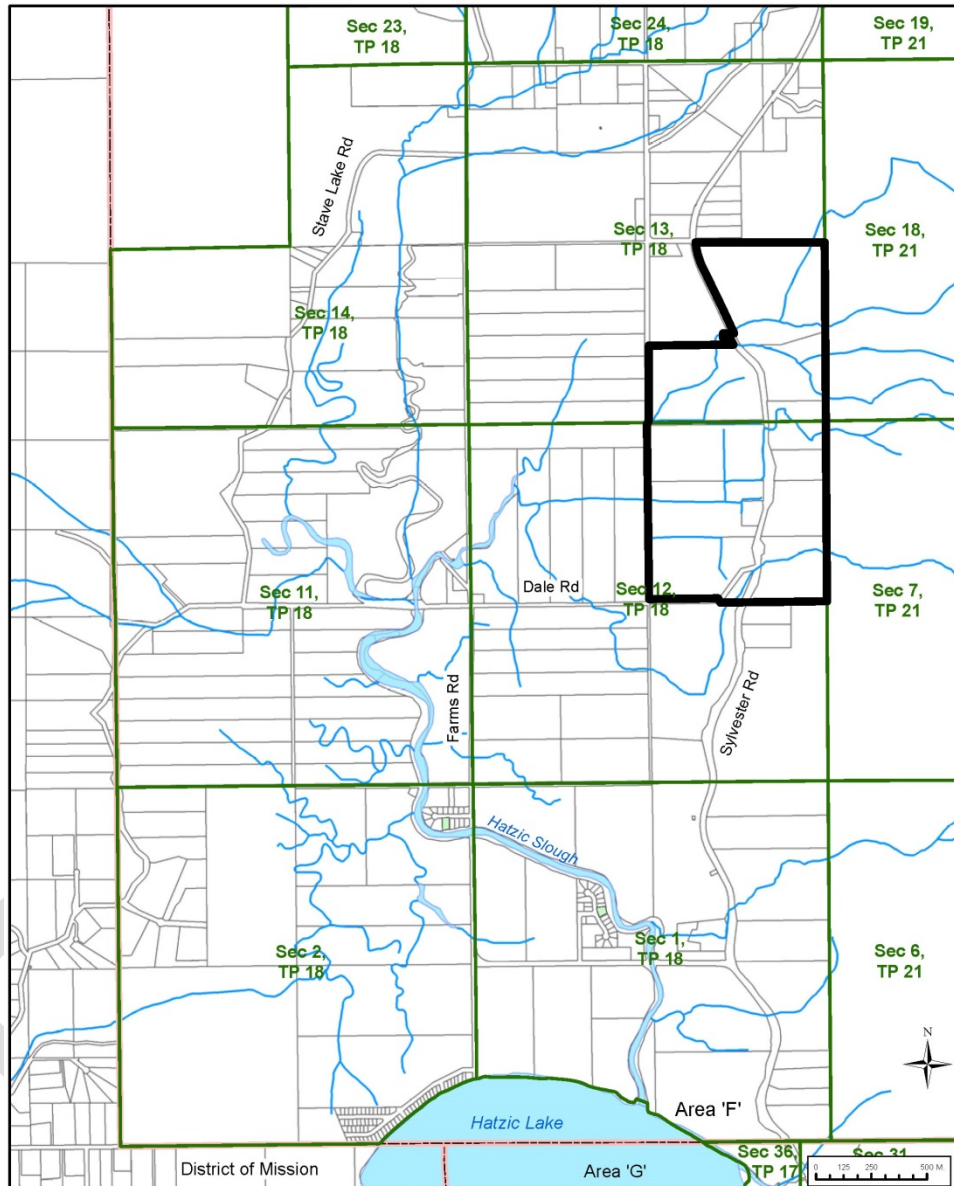 Sec 23,
TP 18
Sec 24,
TP 18
Sec 19,
TP 21
Stave Lake Rd
Sec 13,
TP 18
Sec 18,
TP 21
Sec 14,
TP 18
Dale Rd
Sec 11,
TP 18
Sec 12,
TP 18
Sec 7,
TP 21
Farms Rd
Sylvester Rd
Hatzic Slough
Sec 2,
TP 18
Sec 1,
TP 18
Sec 6,
TP 21
N
Area 'F'
Hatzic Lake
District of Mission
Area 'G'
Sec 36,
TP 17
Sec 31
0 125 250 500 M